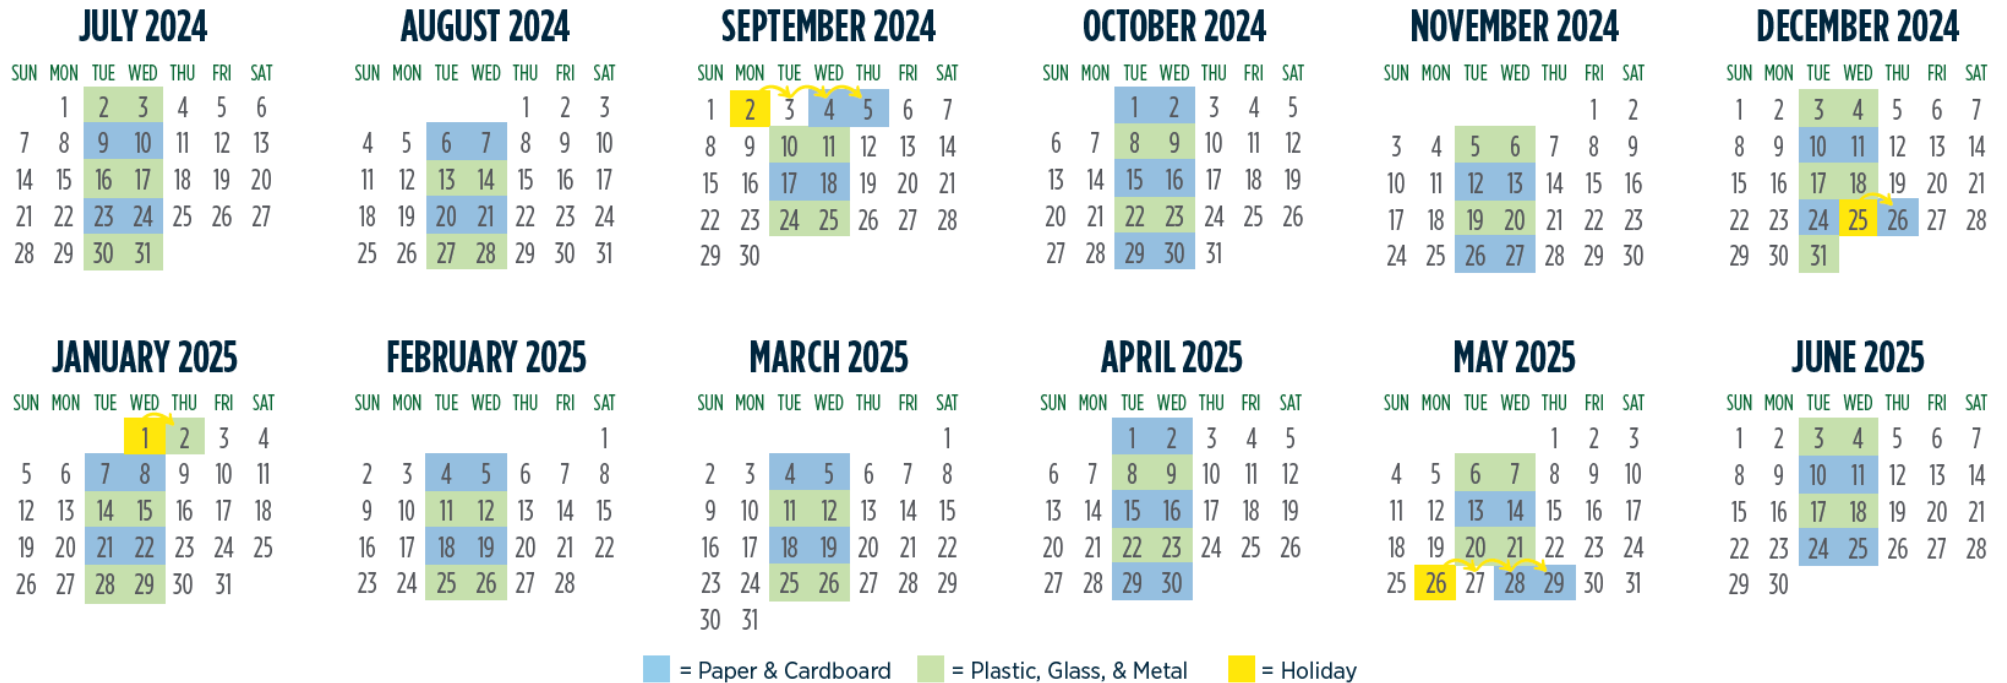 JULY 2024
SUN MON TUE WED THU FRI SAT
1 2 3 4 5 6
7 8 9 10 11 12 13
14 15 16 17 18 19 20
21 22 23 24 25 26 27
28 29 30 31
AUGUST 2024
SUN MON TUE WED THU FRI SAT
1 2 3
4 5 6 7 8 9 10
11 12 13 14 15 16 17
18 19 20 21 22 23 24
25 26 27 28 29 30 31
SEPTEMBER 2024
SUN MON TUE WED THU FRI SAT
1 2 3 4 5 6 7
8 9 10 11 12 13 14
15 16 17 18 19 20 21
22 23 24 25 26 27 28
29 30
OCTOBER 2024
SUN MON TUE WED THU FRI SAT
1 2 3 4 5
6 7 8 9 10 11 12
13 14 15 16 17 18 19
20 21 22 23 24 25 26
27 28 29 30 31
NOVEMBER 2024
SUN MON TUE WED THU FRI SAT
1 2
3 4 5 6 7 8 9
10 11 12 13 14 15 16
17 18 19 20 21 22 23
24 25 26 27 28 29 30
DECEMBER 2024
SUN MON TUE WED THU FRI SAT
1 2 3 4 5 6 7
8 9 10 11 12 13 14
15 16 17 18 19 20 21
22 23 24 25 26 27 28
29 30 31
JANUARY 2025
SUN MON TUE WED THU FRI SAT
1 2 3 4
5 6 7 8 9 10 11
12 13 14 15 16 17 18
19 20 21 22 23 24 25
26 27 28 29 30 31
FEBRUARY 2025
SUN MON TUE WED THU FRI SAT
1
2 3 4 5 6 7 8
9 10 11 12 13 14 15
16 17 18 19 20 21 22
23 24 25 26 27 28
MARCH 2025
SUN MON TUE WED THU FRI SAT
1
2 3 4 5 6 7 8
9 10 11 12 13 14 15
16 17 18 19 20 21 22
23 24 25 26 27 28 29
30 31
APRIL 2025
SUN MON TUE WED THU FRI SAT
1 2 3 4 5
6 7 8 9 10 11 12
13 14 15 16 17 18 19
20 21 22 23 24 25 26
27 28 29 30
MAY 2025
SUN MON TUE WED THU FRI SAT
1 2 3
4 5 6 7 8 9 10
11 12 13 14 15 16 17
18 19 20 21 22 23 24
25 26 27 28 29 30 31
JUNE 2025
SUN MON TUE WED THU FRI SAT
1 2 3 4 5 6 7
8 9 10 11 12 13 14
15 16 17 18 19 20 21
22 23 24 25 26 27 28
29 30
= Paper & Cardboard = Plastic, Glass, & Metal = Holiday